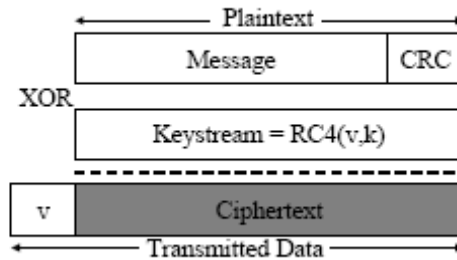 Plaintext
Message CRC
XOR
Keystream = RC4(v,k)
v Ciphertext
Transmitted Data